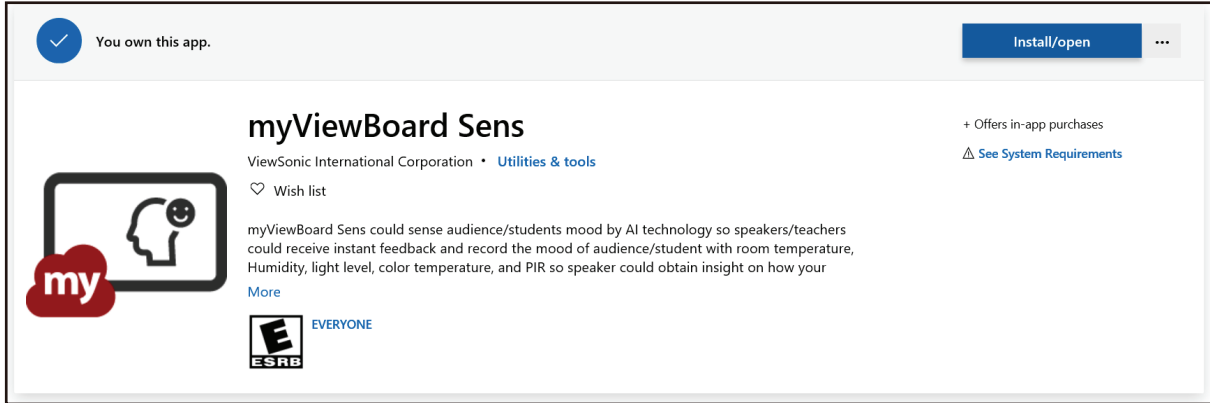 You own this app.
Install/open
...
myViewBoard Sens
ViewSonic International Corporation • Utilities & tools
Wish list
+ Offers in-app purchases
See System Requirements
myViewBoard Sens could sense audience/students mood by AI technology so speakers/teachers
could receive instant feedback and record the mood of audience/student with room temperature,
Humidity, light level, color temperature, and PIR so speaker could obtain insight on how your
More
my
E
ESRB
EVERYONE